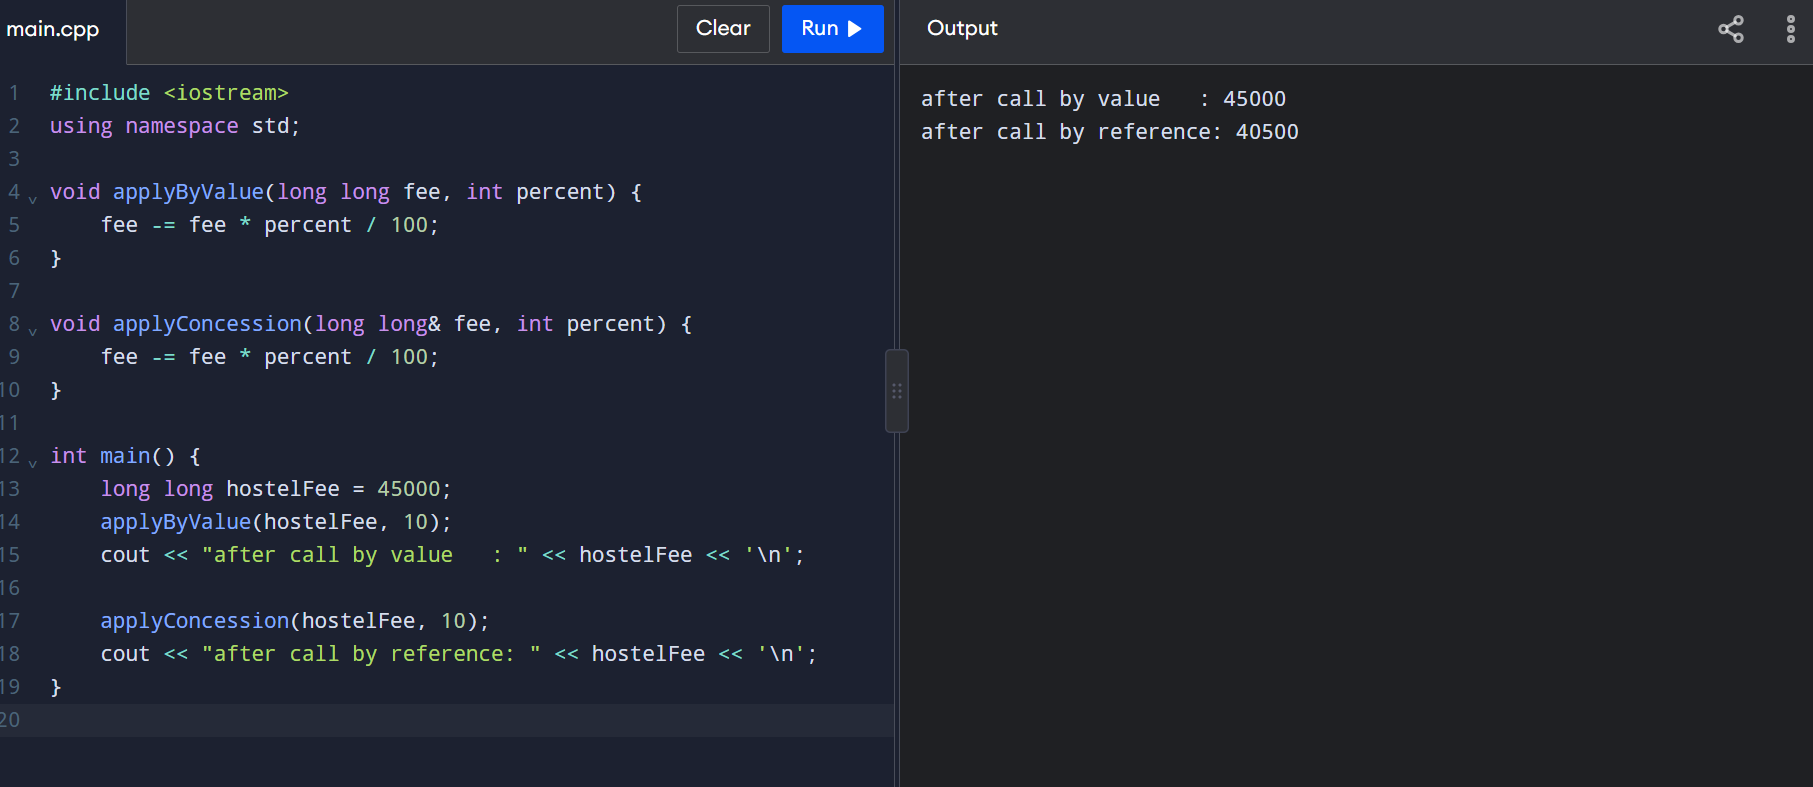 main.cpp
Clear
Run
Output
1 #include <iostream>
2 using namespace std;
3
4 void applyByValue(long long fee, int percent) {
5     fee -= fee * percent / 100;
6 }
7
8 void applyConcession(long long& fee, int percent) {
9     fee -= fee * percent / 100;
10 }
11
12 int main() {
13     long long hostelFee = 45000;
14     applyByValue(hostelFee, 10);
15     cout << "after call by value   : " << hostelFee << '\n';
16
17     applyConcession(hostelFee, 10);
18     cout << "after call by reference: " << hostelFee << '\n';
19 }
20
after call by value   : 45000
after call by reference: 40500